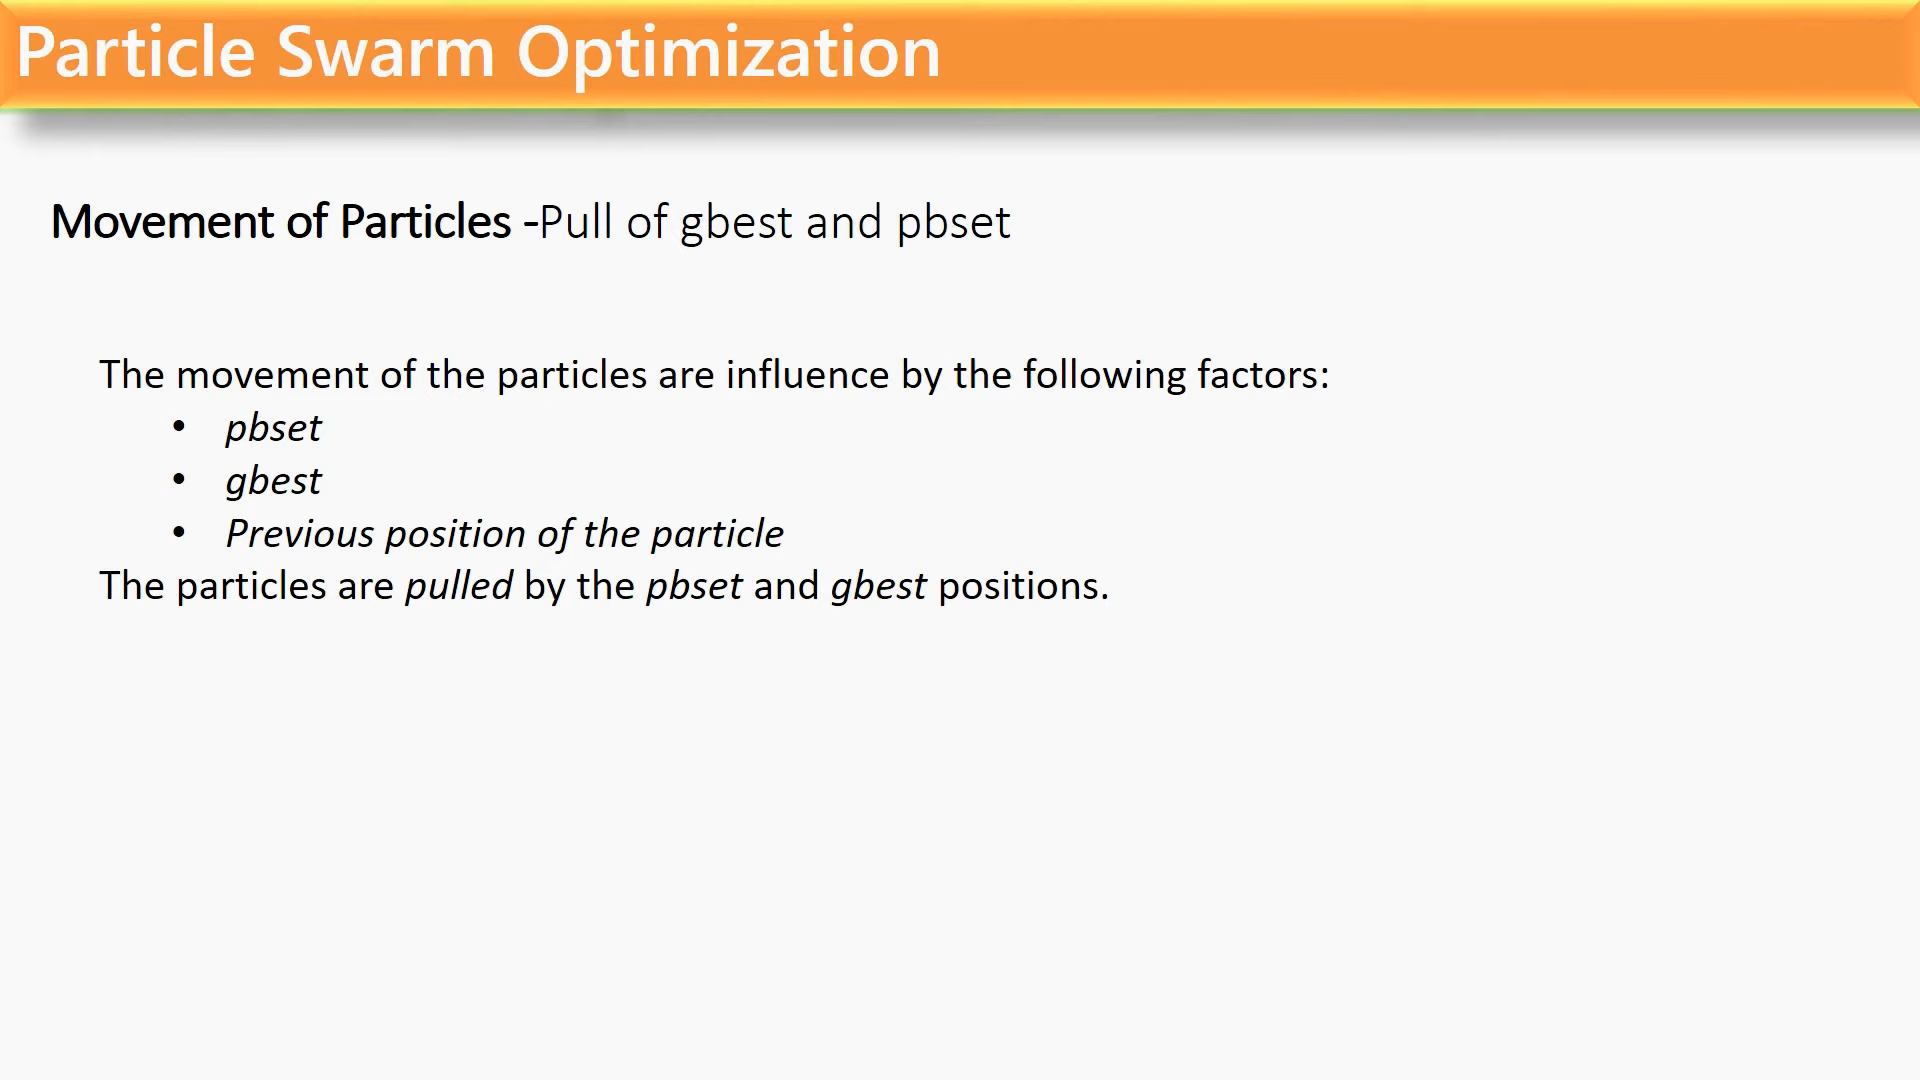 Particle Swarm Optimization
Movement of Particles -Pull of gbest and pbset
The movement of the particles are influence by the following factors:
• pbset
• gbest
• Previous position of the particle
The particles are pulled by the pbset and gbest positions.